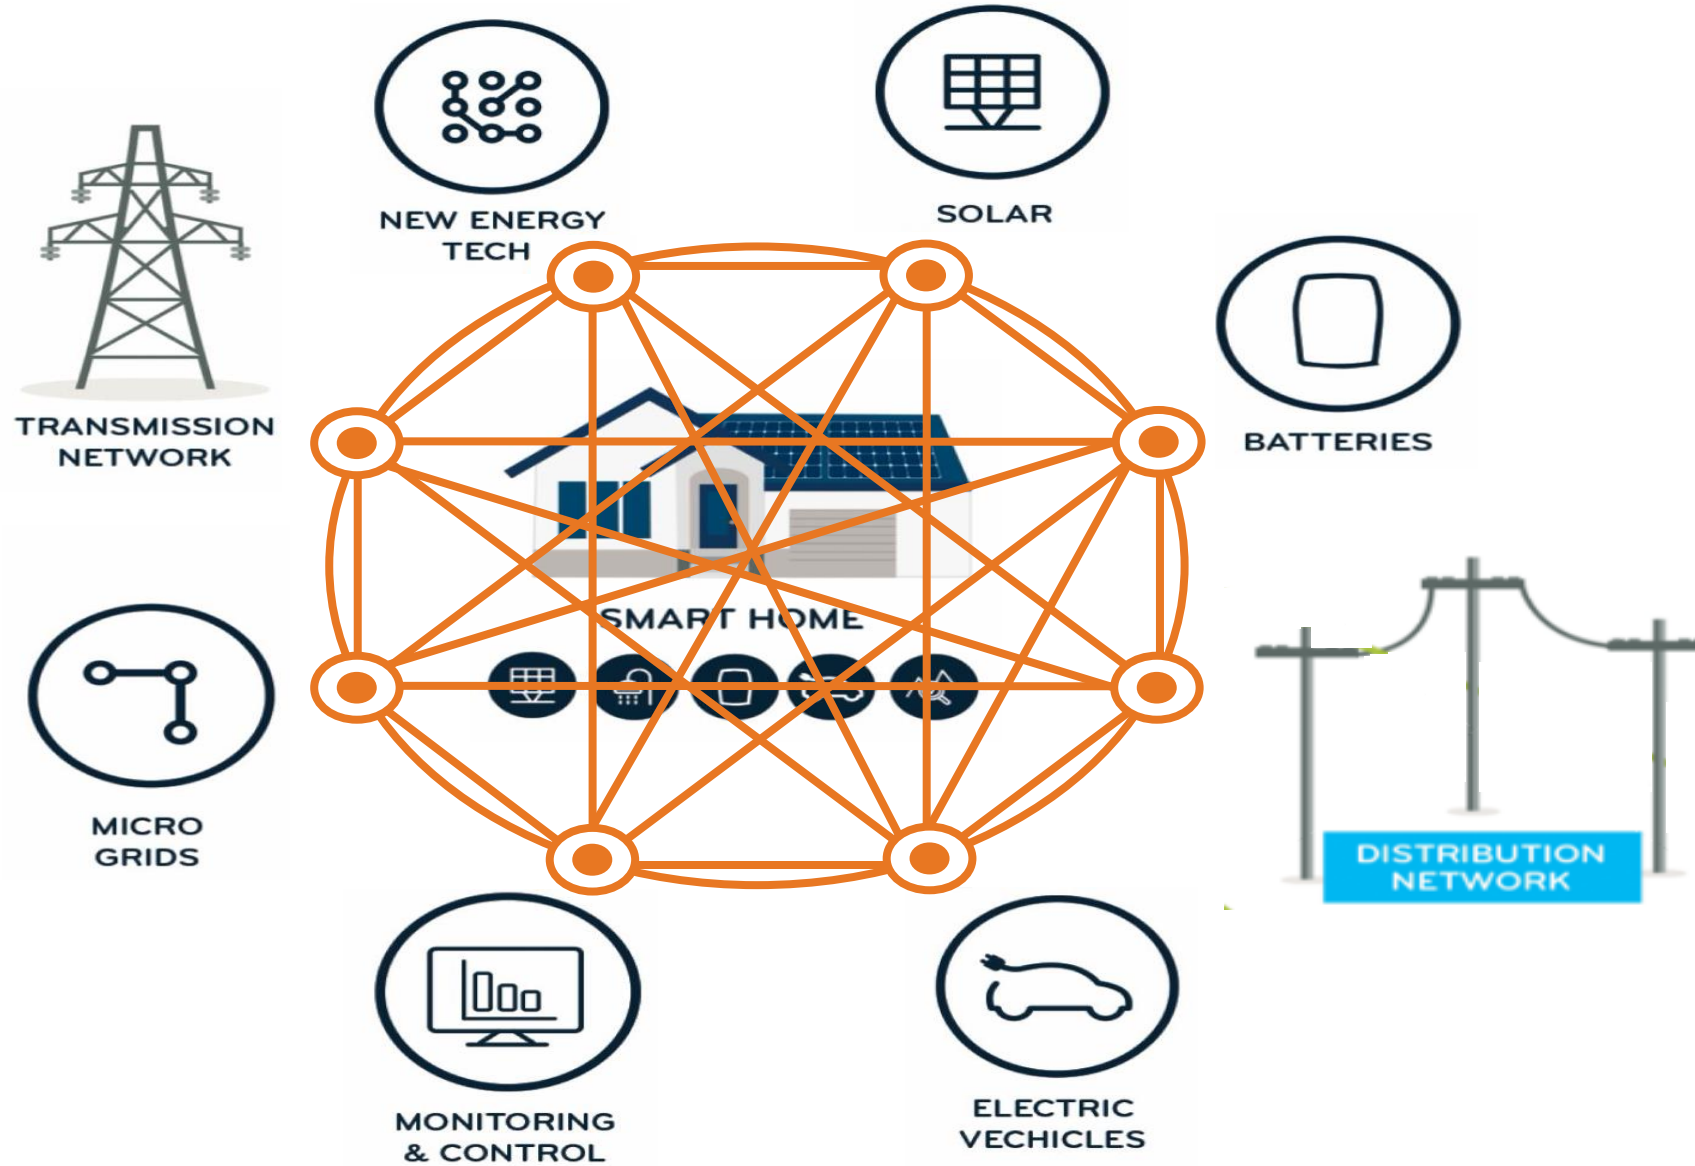 NEW ENERGY
TECH
SOLAR
TRANSMISSION
NETWORK
BATTERIES
SMART HOME
MICRO
GRIDS
DISTRIBUTION
NETWORK
MONITORING
& CONTROL
ELECTRIC
VECHICLES